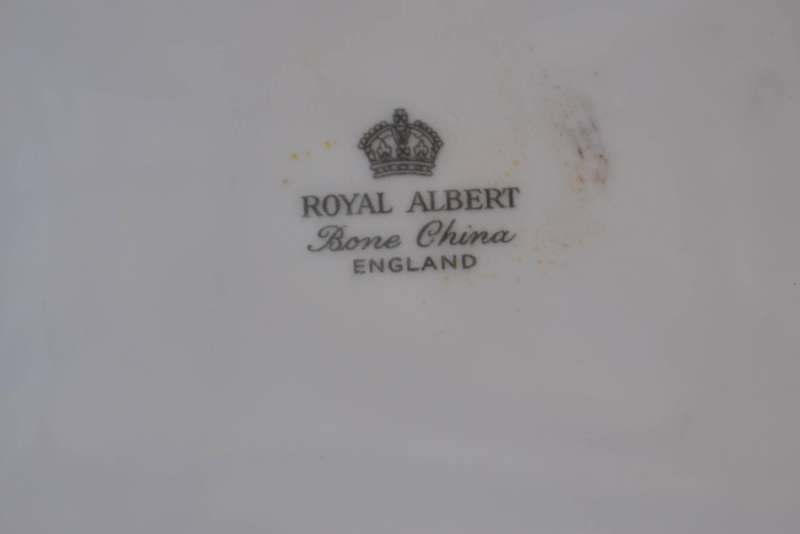 ROYAL ALBERT
Bone China
ENGLAND